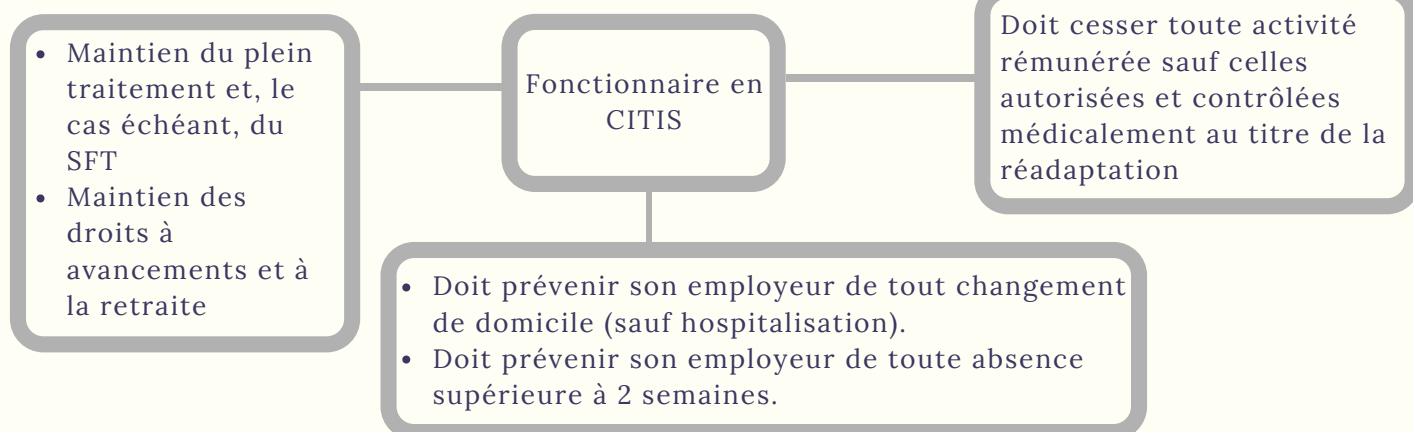 • Maintien du plein
traitement et, le
cas échéant, du
SFT
• Maintien des
droits à
avancements et à
la retraite
Fonctionnaire en
CITIS
Doit cesser toute activité
rémunérée sauf celles
autorisées et contrôlées
médicalement au titre de la
réadaptation
• Doit prévenir son employeur de tout changement
de domicile (sauf hospitalisation).
• Doit prévenir son employeur de toute absence
supérieure à 2 semaines.